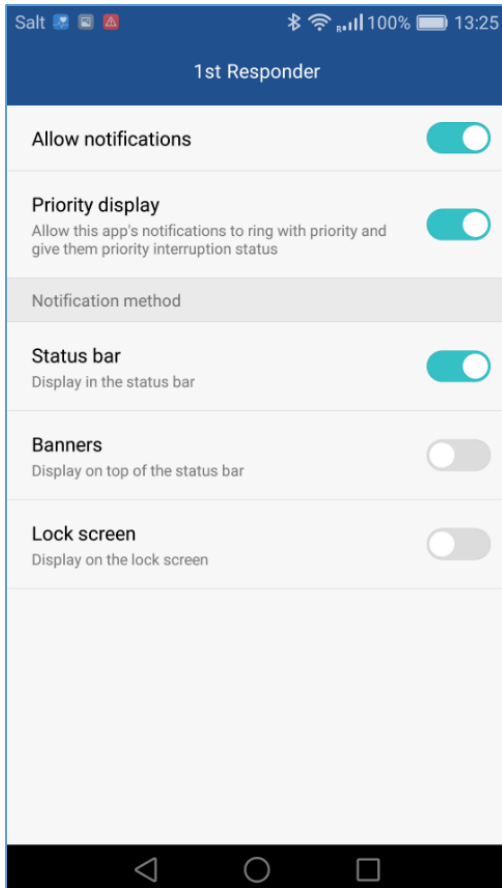 Salt 100% 13:25
1st Responder
Allow notifications
Priority display
Allow this app's notifications to ring with priority and
give them priority interruption status
Notification method
Status bar
Display in the status bar
Banners
Display on top of the status bar
Lock screen
Display on the lock screen